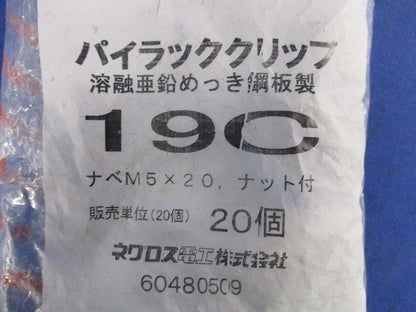 パイラッククリップ
溶融亜鉛めっき鋼板製
19C
ナベM5×20, ナット付
販売単位(20個) 20個
ネグロス電工株式会社
60480509